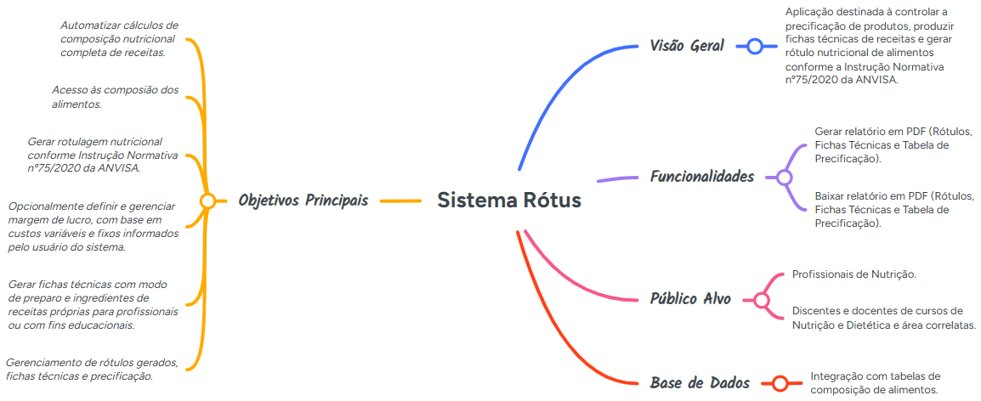 Sistema Rótus
Visão Geral
Aplicação destinada à controlar a
precificação de produtos, produzir
fichas técnicas de receitas e gerar
rótulo nutricional de alimentos
conforme a Instrução Normativa
nº75/2020 da ANVISA.
Funcionalidades
Gerar relatório em PDF (Rótulos,
Fichas Técnicas e Tabela de
Precificação).
Baixar relatório em PDF (Rótulos,
Fichas Técnicas e Tabela de
Precificação).
Público Alvo
Profissionais de Nutrição.
Discentes e docentes de cursos de
Nutrição e Dietética e área correlatas.
Base de Dados
Integração com tabelas de
composição de alimentos.
Objetivos Principais
Automatizar cálculos de
composição nutricional
completa de receitas.
Acesso às composião dos
alimentos.
Gerar rotulagem nutricional
conforme Instrução Normativa
nº75/2020 da ANVISA.
Opcionalmente definir e gerenciar
margem de lucro, com base em
custos variáveis e fixos informados
pelo usuário do sistema.
Gerar fichas técnicas com modo
de preparo e ingredientes de
receitas próprias para profissionais
ou com fins educacionais.
Gerenciamento de rótulos gerados,
fichas técnicas e precificação.